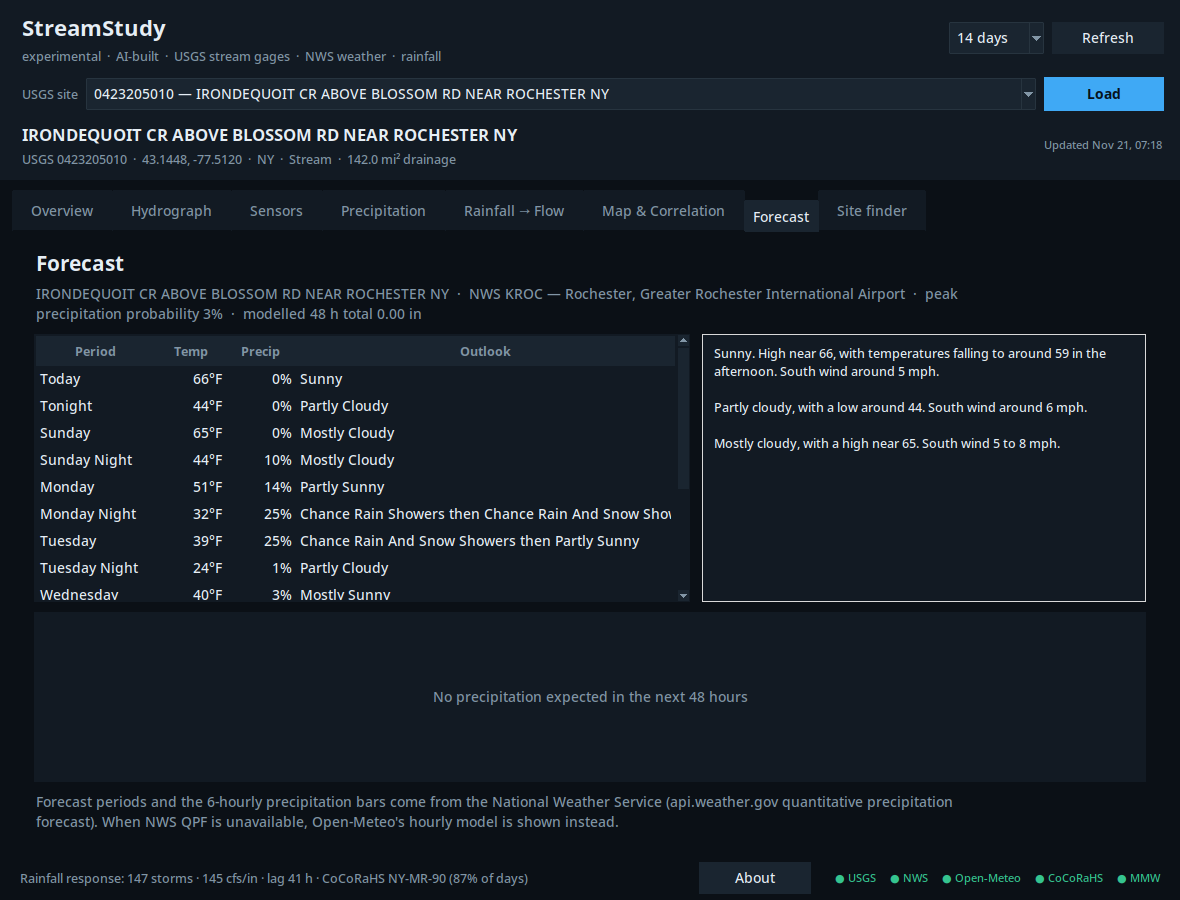 StreamStudy
experimental · AI-built · USGS stream gages · NWS weather · rainfall
14 days
Refresh
USGS site
0423205010 — IRONDEQUOIT CR ABOVE BLOSSOM RD NEAR ROCHESTER NY
Load
IRONDEQUOIT CR ABOVE BLOSSOM RD NEAR ROCHESTER NY
USGS 0423205010 · 43.1448, -77.5120 · NY · Stream · 142.0 mi² drainage
Updated Nov 21, 07:18
Overview Hydrograph Sensors Precipitation Rainfall → Flow Map & Correlation Forecast Site finder
Forecast
IRONDEQUOIT CR ABOVE BLOSSOM RD NEAR ROCHESTER NY · NWS KROC — Rochester, Greater Rochester International Airport · peak
precipitation probability 3% · modelled 48 h total 0.00 in
Period Temp Precip Outlook
Today 66°F 0% Sunny
Tonight 44°F 0% Partly Cloudy
Sunday 65°F 0% Mostly Cloudy
Sunday Night 44°F 10% Mostly Cloudy
Monday 51°F 14% Partly Sunny
Monday Night 32°F 25% Chance Rain Showers then Chance Rain And Snow Show
Tuesday 39°F 25% Chance Rain And Snow Showers then Partly Sunny
Tuesday Night 24°F 1% Partly Cloudy
Wednesday 40°F 3% Mostly Sunny
Sunny. High near 66, with temperatures falling to around 59 in the
afternoon. South wind around 5 mph.
Partly cloudy, with a low around 44. South wind around 6 mph.
Mostly cloudy, with a high near 65. South wind 5 to 8 mph.
No precipitation expected in the next 48 hours
Forecast periods and the 6-hourly precipitation bars come from the National Weather Service (api.weather.gov quantitative precipitation
forecast). When NWS QPF is unavailable, Open-Meteo's hourly model is shown instead.
Rainfall response: 147 storms · 145 cfs/in · lag 41 h · CoCoRaHS NY-MR-90 (87% of days)
About
USGS NWS Open-Meteo CoCoRaHS MMW